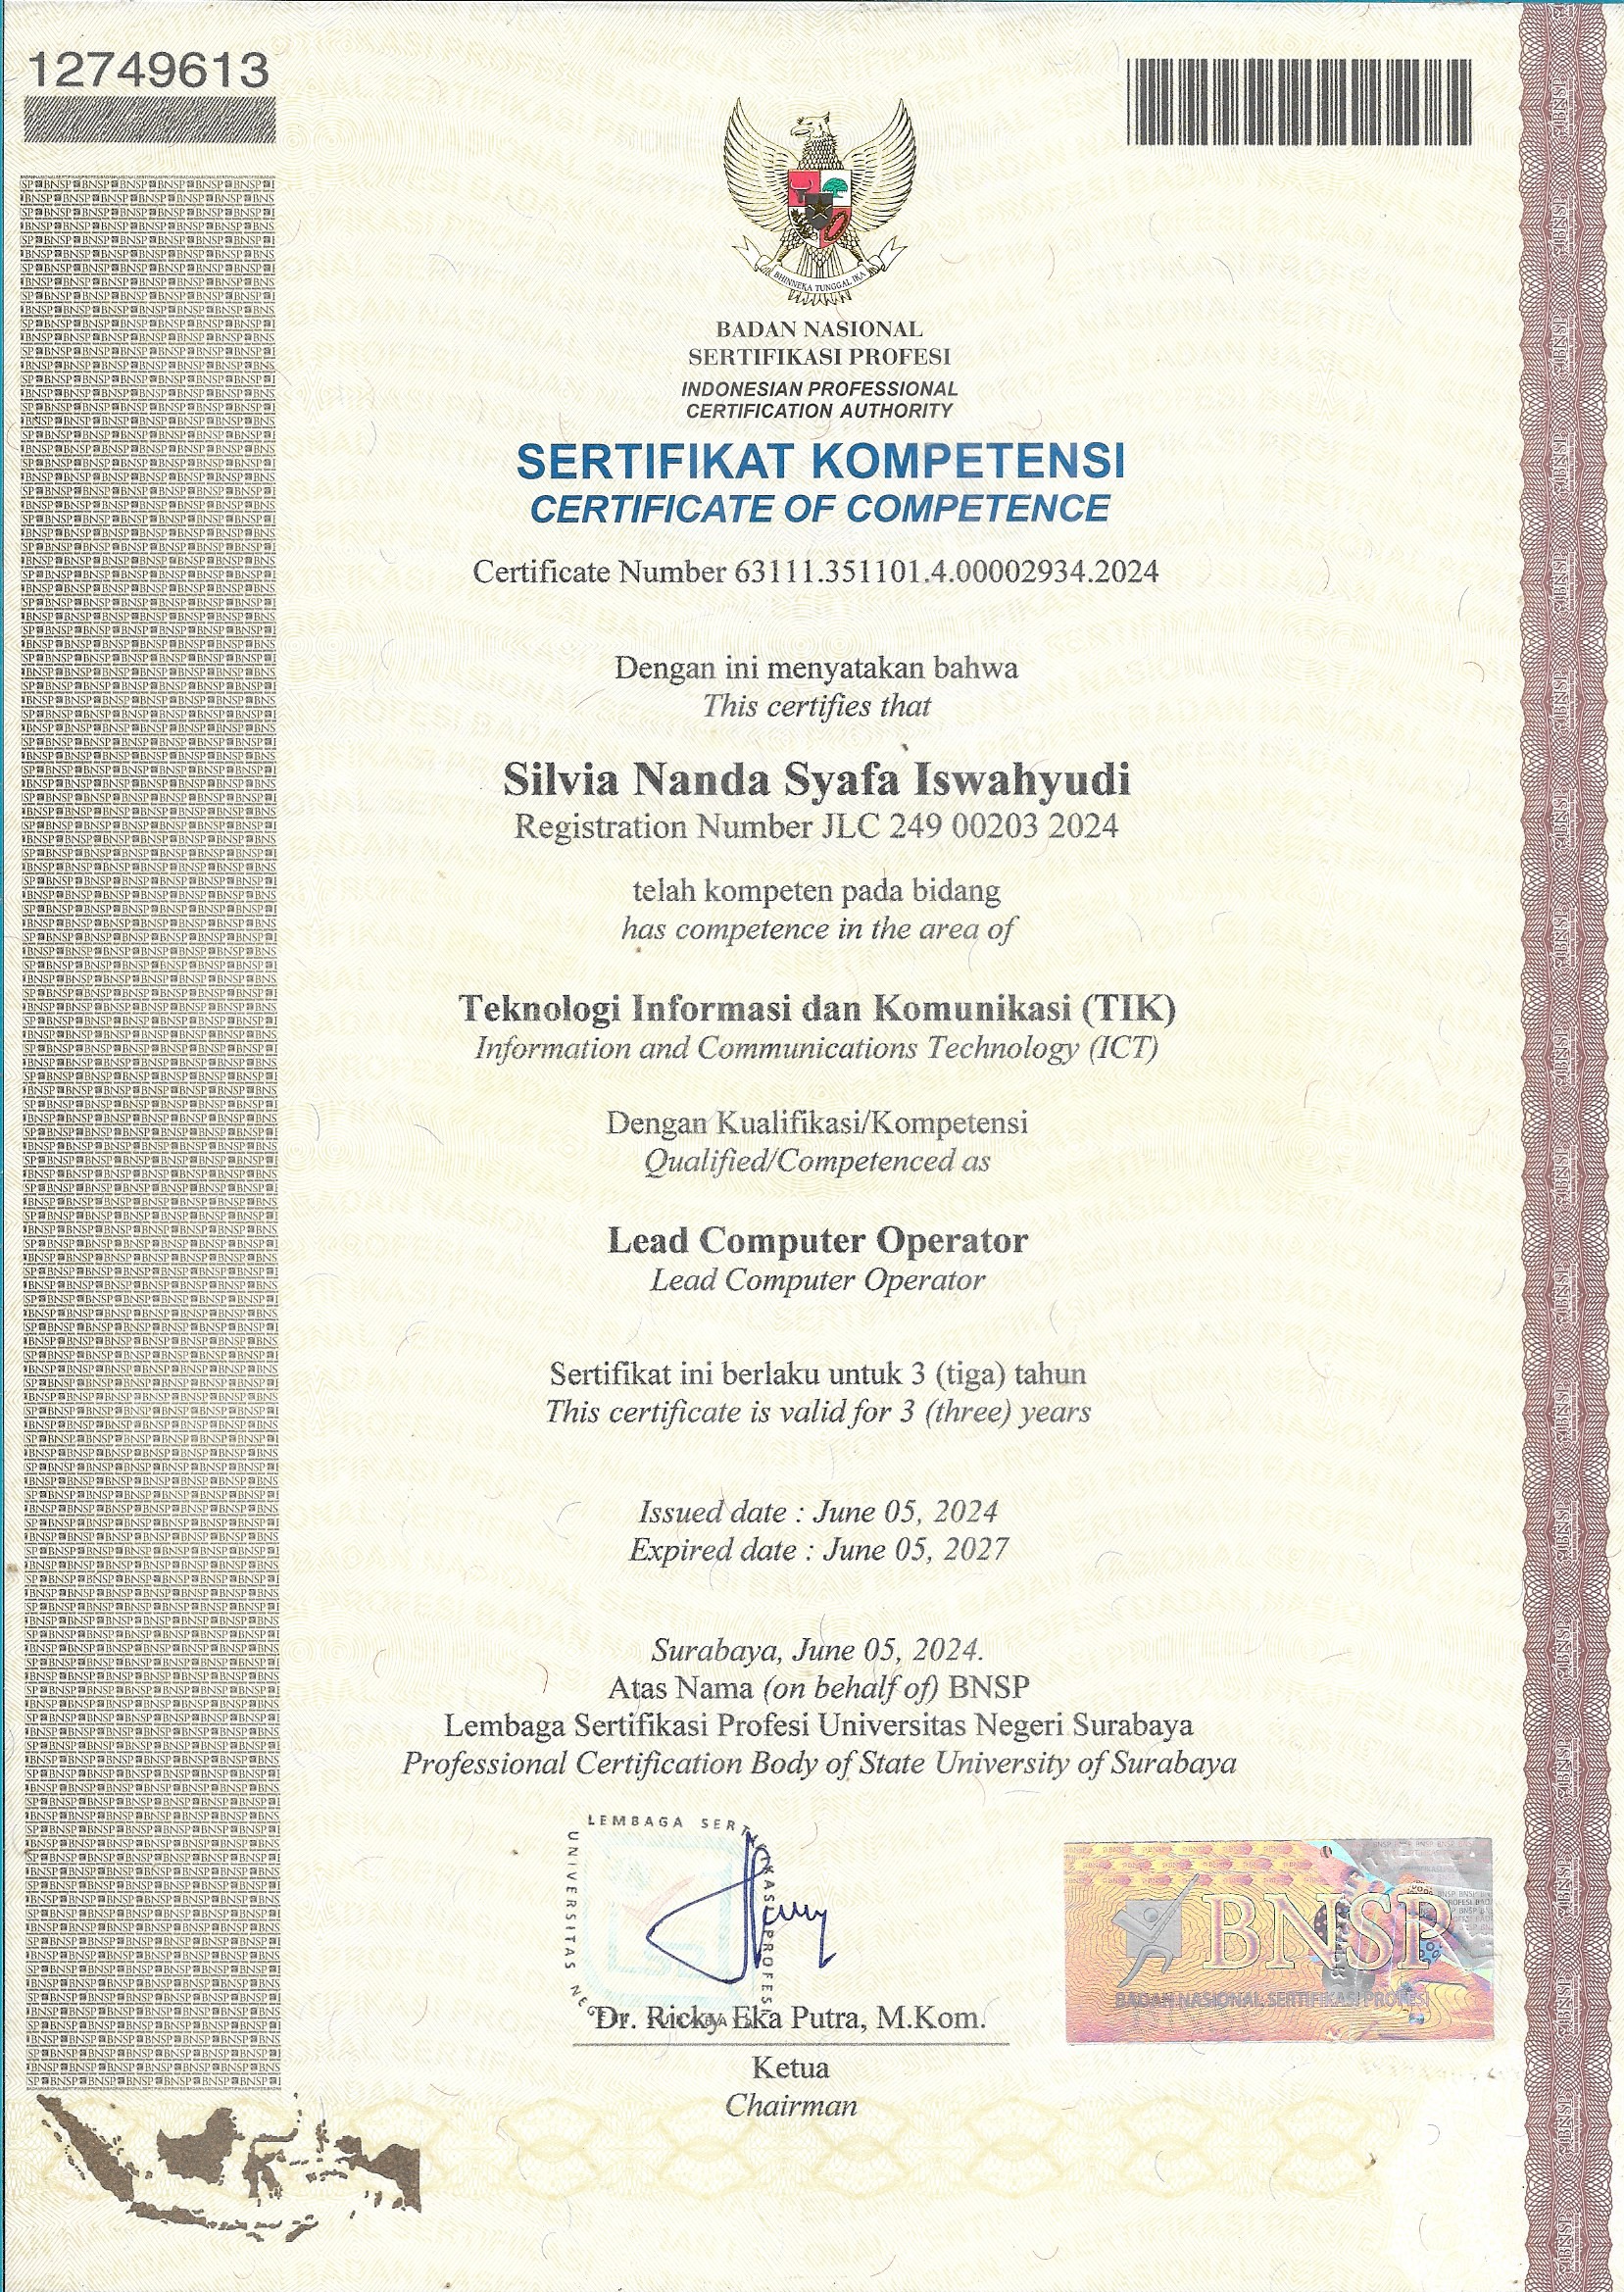 12749613
BHINNEKA TUNGGAL IKA
BADAN NASIONAL
SERTIFIKASI PROFESI
INDONESIAN PROFESSIONAL
CERTIFICATION AUTHORITY
SERTIFIKAT KOMPETENSI
CERTIFICATE OF COMPETENCE
Certificate Number 63111.351101.4.00002934.2024
Dengan ini menyatakan bahwa
This certifies that
Silvia Nanda Syafa Iswahyudi
Registration Number JLC 249 00203 2024
telah kompeten pada bidang
has competence in the area of
Teknologi Informasi dan Komunikasi (TIK)
Information and Communications Technology (ICT)
Dengan Kualifikasi/Kompetensi
Qualified/Competenced as
Lead Computer Operator
Lead Computer Operator
Sertifikat ini berlaku untuk 3 (tiga) tahun
This certificate is valid for 3 (three) years
Issued date : June 05, 2024
Expired date : June 05, 2027
Surabaya, June 05, 2024.
Atas Nama (on behalf of) BNSP
Lembaga Sertifikasi Profesi Universitas Negeri Surabaya
Professional Certification Body of State University of Surabaya
LEMBAGA
UNIVERSITAS
PROFESI
BNSP
BADAN NASIONAL SERTIFIKASI PROFESI
Dr. Ricky Eka Putra, M.Kom.
Ketua
Chairman